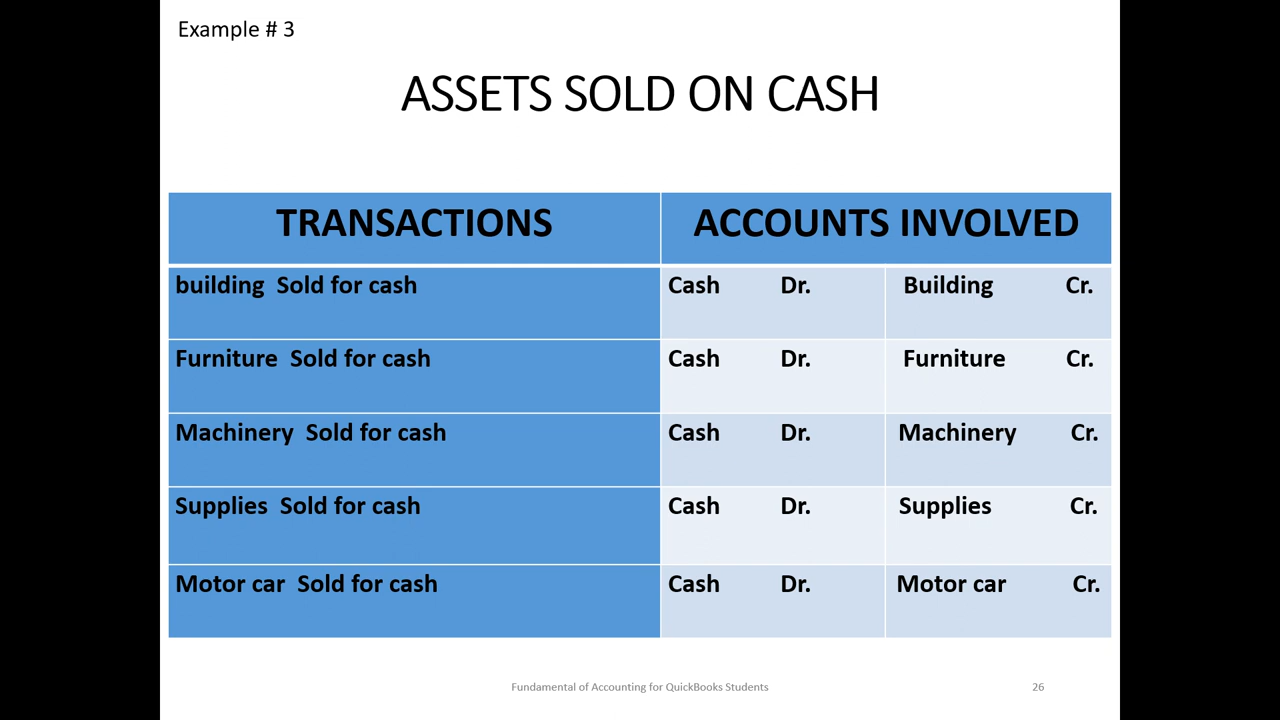 Example # 3
ASSETS SOLD ON CASH
TRANSACTIONS ACCOUNTS INVOLVED
building Sold for cash Cash Dr. Building Cr.
Furniture Sold for cash Cash Dr. Furniture Cr.
Machinery Sold for cash Cash Dr. Machinery Cr.
Supplies Sold for cash Cash Dr. Supplies Cr.
Motor car Sold for cash Cash Dr. Motor car Cr.
Fundamental of Accounting for QuickBooks Students 26